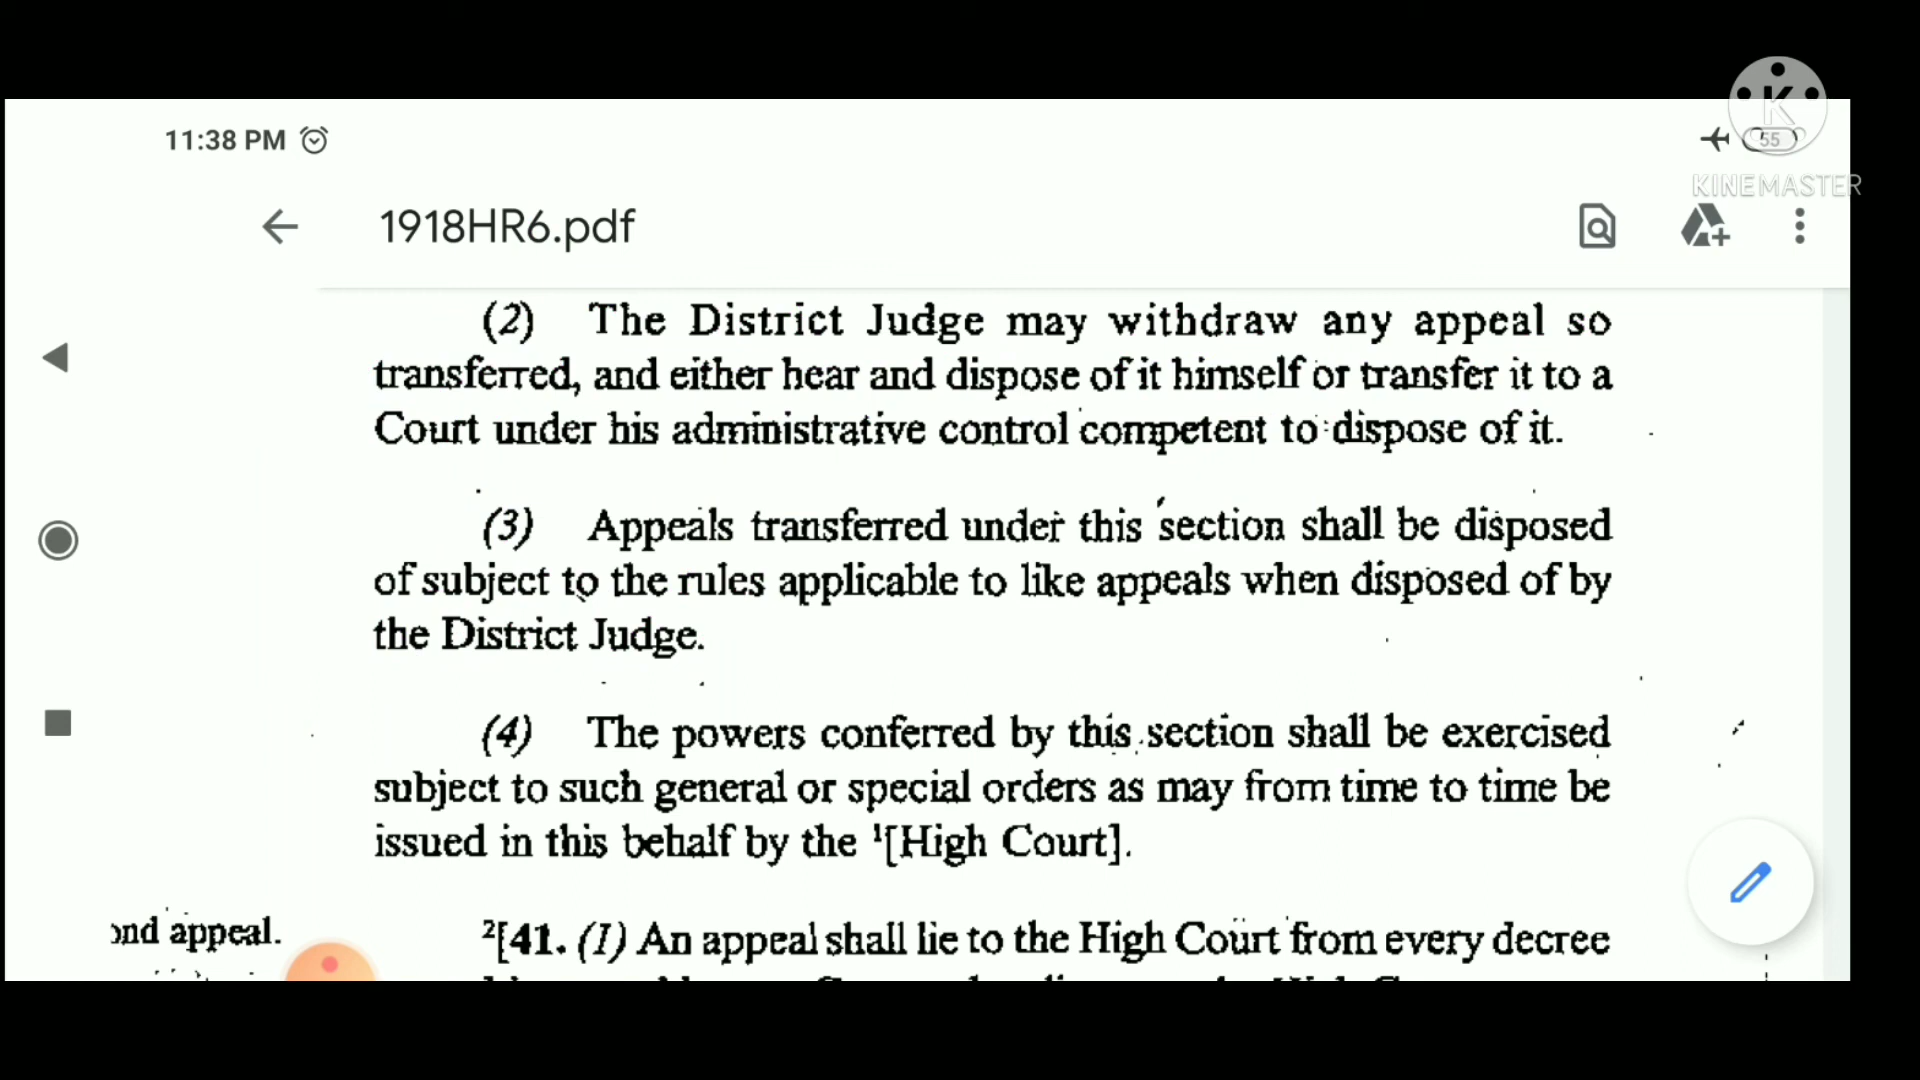 11:38 PM
55
K
KINEMASTER
1918HR6.pdf
(2) The District Judge may withdraw any appeal so
transferred, and either hear and dispose of it himself or transfer it to a
Court under his administrative control competent to dispose of it.
(3) Appeals transferred under this section shall be disposed
of subject to the rules applicable to like appeals when disposed of by
the District Judge.
(4) The powers conferred by this section shall be exercised
subject to such general or special orders as may from time to time be
issued in this behalf by the ¹[High Court].
appeal.
²[41. (I) An appeal shall lie to the High Court from every decree